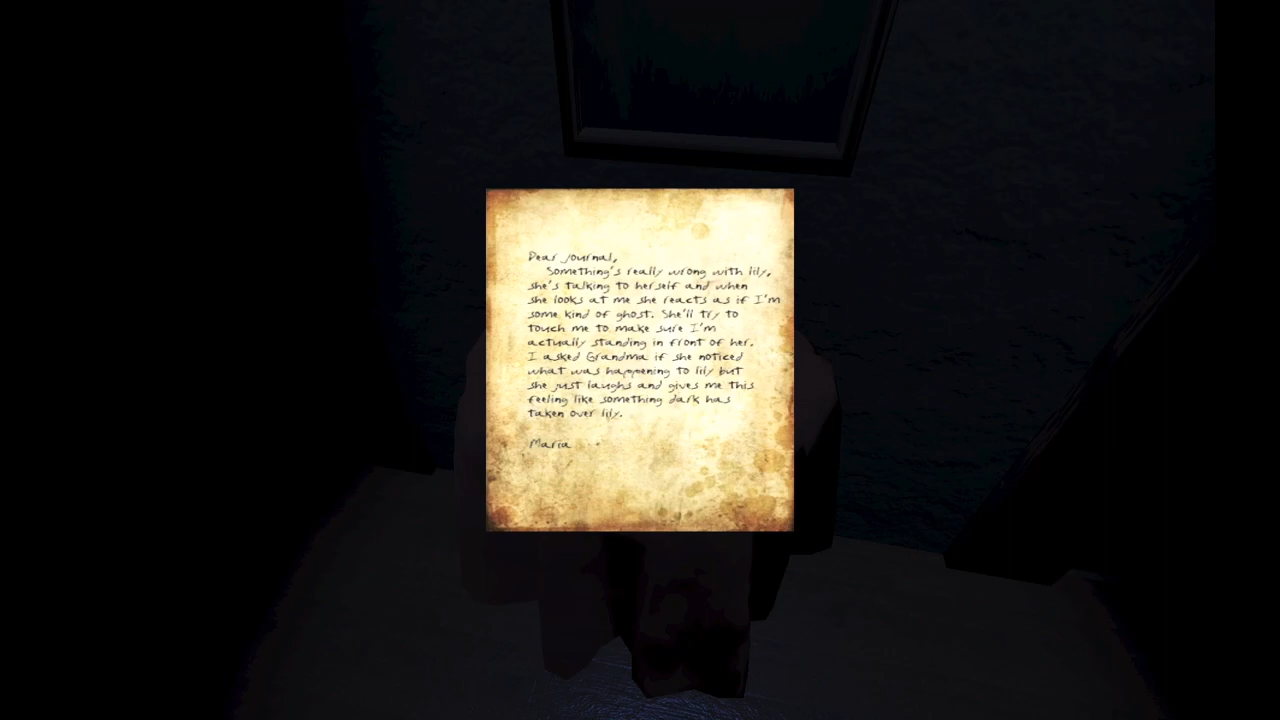 Dear Journal,
Something's really wrong with lily,
she's talking to herself and when
she looks at me she reacts as if I'm
some kind of ghost. She'll try to
touch me to make sure I'm
actually standing in front of her.
I asked Grandma if she noticed
what was happening to lily but
she just laughs and gives me this
feeling like something dark has
taken over lily.
Maria